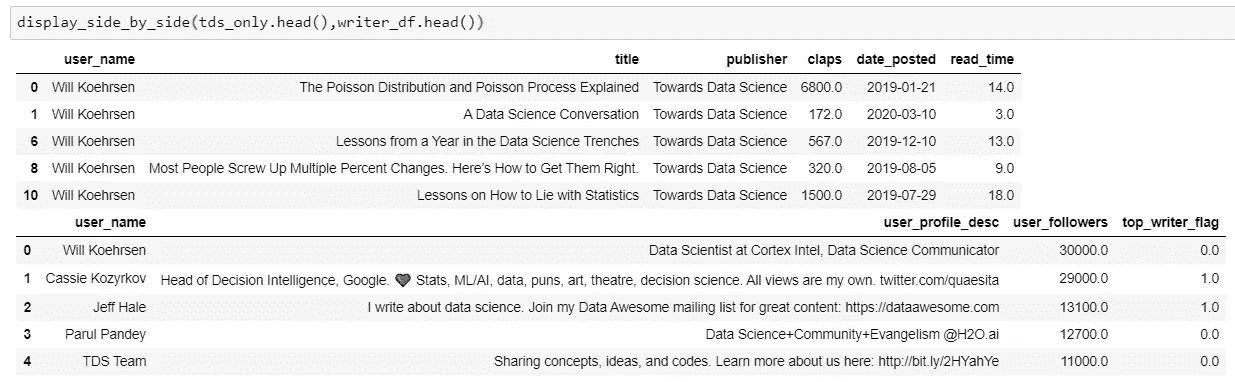 display_side_by_side(tds_only.head(),writer_df.head())
user_name title publisher claps date_posted read_time
0 Will Koehrsen The Poisson Distribution and Poisson Process Explained Towards Data Science 6800.0 2019-01-21 14.0
1 Will Koehrsen A Data Science Conversation Towards Data Science 172.0 2020-03-10 3.0
6 Will Koehrsen Lessons from a Year in the Data Science Trenches Towards Data Science 567.0 2019-12-10 13.0
8 Will Koehrsen Most People Screw Up Multiple Percent Changes. Here’s How to Get Them Right. Towards Data Science 320.0 2019-08-05 9.0
10 Will Koehrsen Lessons on How to Lie with Statistics Towards Data Science 1500.0 2019-07-29 18.0
user_name user_profile_desc user_followers top_writer_flag
0 Will Koehrsen Data Scientist at Cortex Intel, Data Science Communicator 30000.0 0.0
1 Cassie Kozyrkov Head of Decision Intelligence, Google. 🖤 Stats, ML/AI, data, puns, art, theatre, decision science. All views are my own. twitter.com/quaesita 29000.0 1.0
2 Jeff Hale I write about data science. Join my Data Awesome mailing list for great content: https://dataawesome.com 13100.0 1.0
3 Parul Pandey Data Science+Community+Evangelism @H2O.ai 12700.0 0.0
4 TDS Team Sharing concepts, ideas, and codes. Learn more about us here: http://bit.ly/2HYahYe 11000.0 0.0